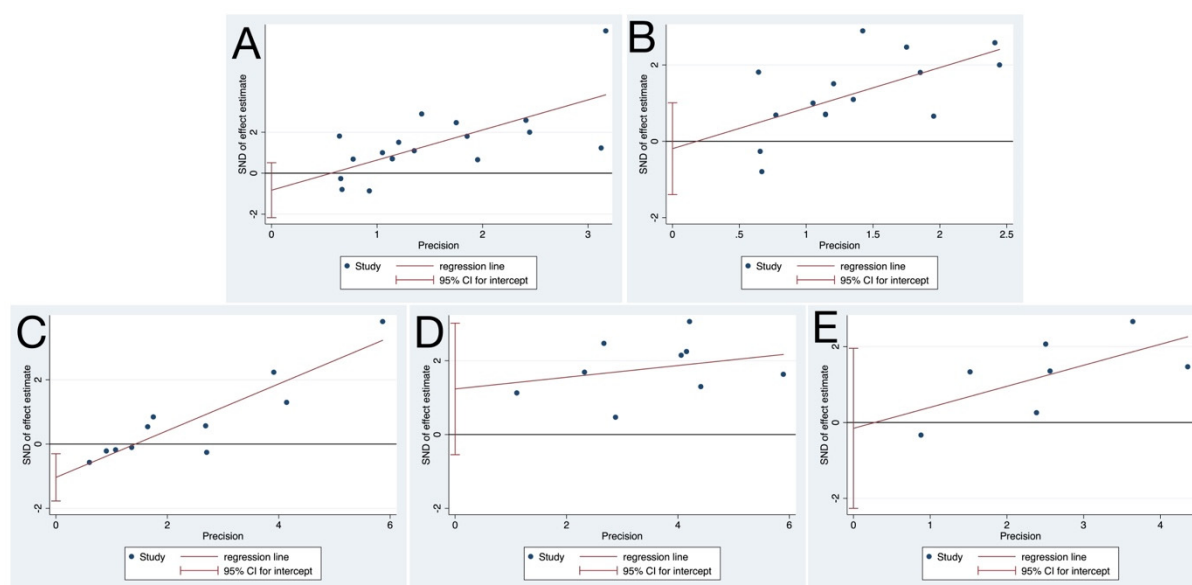 A
SND of effect estimate
2
0
-2
0 1 2 3
Precision
Study regression line
95% CI for intercept
B
SND of effect estimate
2
0
-2
0 .5 1 1.5 2 2.5
Precision
Study regression line
95% CI for intercept
C
SND of effect estimate
2
0
-2
0 2 4 6
Precision
Study regression line
95% CI for intercept
D
SND of effect estimate
2
0
-2
0 2 4 6
Precision
Study regression line
95% CI for intercept
E
SND of effect estimate
2
0
-2
0 1 2 3 4
Precision
Study regression line
95% CI for intercept